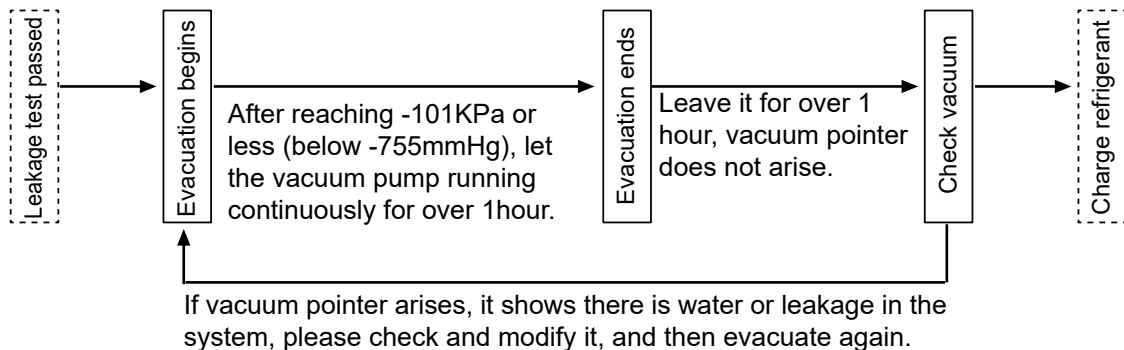 Leakage test passed
Evacuation begins
After reaching -101KPa or
less (below -755mmHg), let
the vacuum pump running
continuously for over 1hour.
Evacuation ends
Leave it for over 1
hour, vacuum pointer
does not arise.
Check vacuum
Charge refrigerant
If vacuum pointer arises, it shows there is water or leakage in the
system, please check and modify it, and then evacuate again.